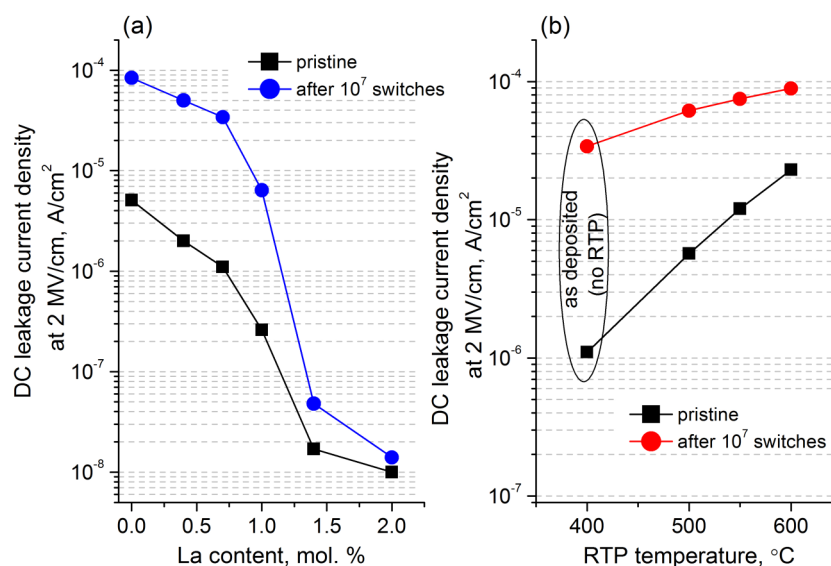 (a)
pristine
after 10⁷ switches
10⁻⁴
10⁻⁵
10⁻⁶
10⁻⁷
10⁻⁸
DC leakage current density
at 2 MV/cm, A/cm²
0.0 0.5 1.0 1.5 2.0
La content, mol. %
(b)
10⁻⁴
10⁻⁵
10⁻⁶
10⁻⁷
DC leakage current density
at 2 MV/cm, A/cm²
as deposited
(no RTP)
pristine
after 10⁷ switches
400 500 600
RTP temperature, °C